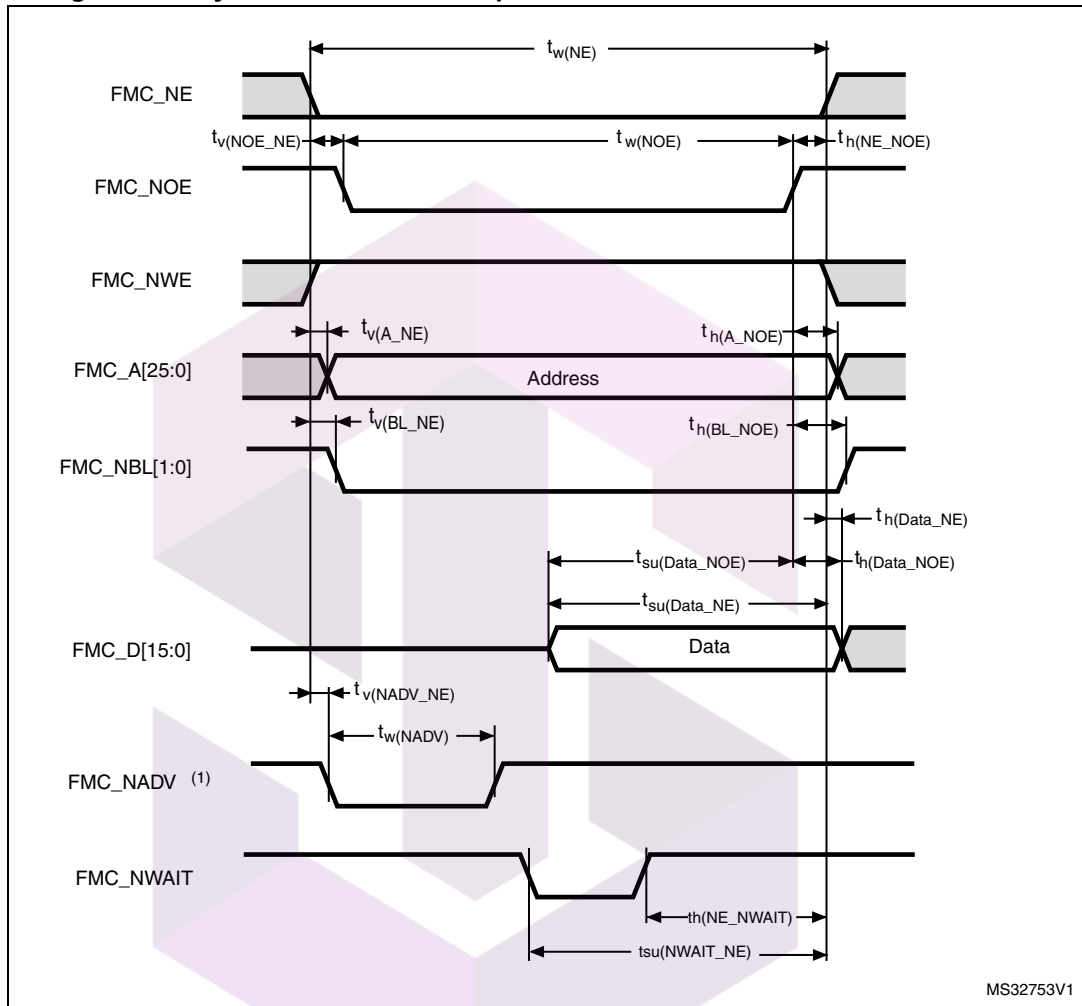 tw(NE)
FMC_NE
tv(NOE_NE)
tw(NOE)
th(NE_NOE)
FMC_NOE
FMC_NWE
tv(A_NE)
th(A_NOE)
FMC_A[25:0]
Address
tv(BL_NE)
th(BL_NOE)
FMC_NBL[1:0]
th(Data_NE)
tsu(Data_NOE)
th(Data_NOE)
tsu(Data_NE)
FMC_D[15:0]
Data
tv(NADV_NE)
tw(NADV)
FMC_NADV (1)
FMC_NWAIT
th(NE_NWAIT)
tsu(NWAIT_NE)
MS32753V1